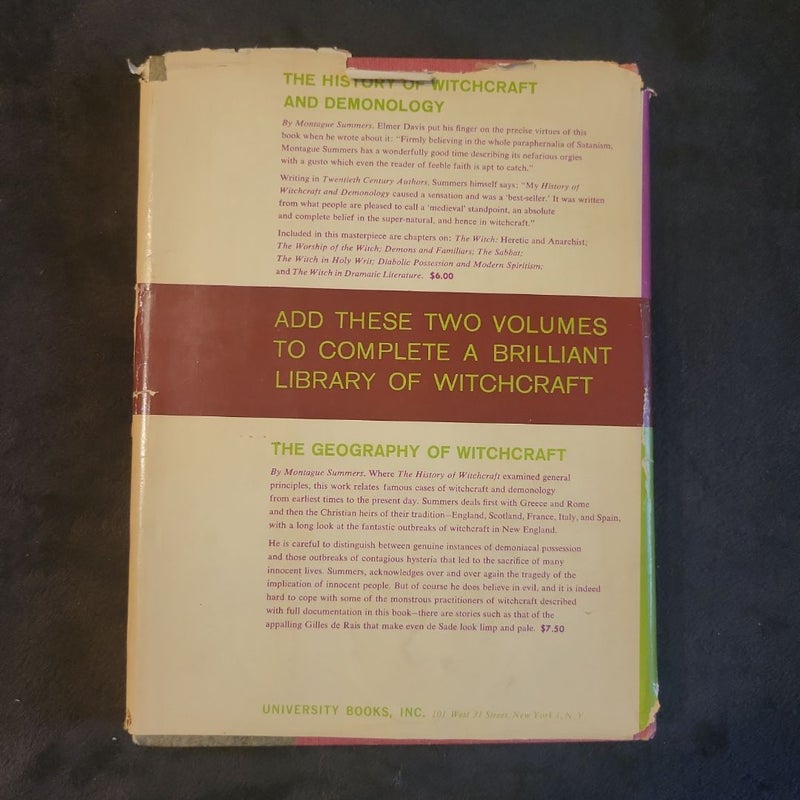 THE HISTORY OF WITCHCRAFT
AND DEMONOLOGY
By Montague Summers. Elmer Davis put his finger on the precise virtues of this
book when he wrote about it: "Firmly believing in the whole paraphernalia of Satanism,
Montague Summers has a wonderfully good time describing its nefarious orgies
with a gusto which even the reader of feeble faith is apt to catch."
Writing in Twentieth Century Authors, Summers himself says: "My History of
Witchcraft and Demonology caused a sensation and was a 'best-seller.' It was written
from what people are pleased to call a 'medieval' standpoint, an absolute
and complete belief in the super-natural, and hence in witchcraft."
Included in this masterpiece are chapters on: The Witch: Heretic and Anarchist;
The Worship of the Witch; Demons and Familiars; The Sabbat;
The Witch in Holy Writ; Diabolic Possession and Modern Spiritism;
and The Witch in Dramatic Literature. $6.00
ADD THESE TWO VOLUMES
TO COMPLETE A BRILLIANT
LIBRARY OF WITCHCRAFT
THE GEOGRAPHY OF WITCHCRAFT
By Montague Summers. Where The History of Witchcraft examined general
principles, this work relates famous cases of witchcraft and demonology
from earliest times to the present day. Summers deals first with Greece and Rome
and then the Christian heirs of their tradition—England, Scotland, France, Italy, and Spain,
with a long look at the fantastic outbreaks of witchcraft in New England.
He is careful to distinguish between genuine instances of demoniacal possession
and those outbreaks of contagious hysteria that led to the sacrifice of many
innocent lives. Summers, acknowledges over and over again the tragedy of the
implication of innocent people. But of course he does believe in evil, and it is indeed
hard to cope with some of the monstrous practitioners of witchcraft described
with full documentation in this book—there are stories such as that of the
appalling Gilles de Rais that make even de Sade look limp and pale. $7.50
UNIVERSITY BOOKS, INC. 101 West 31 Street, New York 1, N. Y.